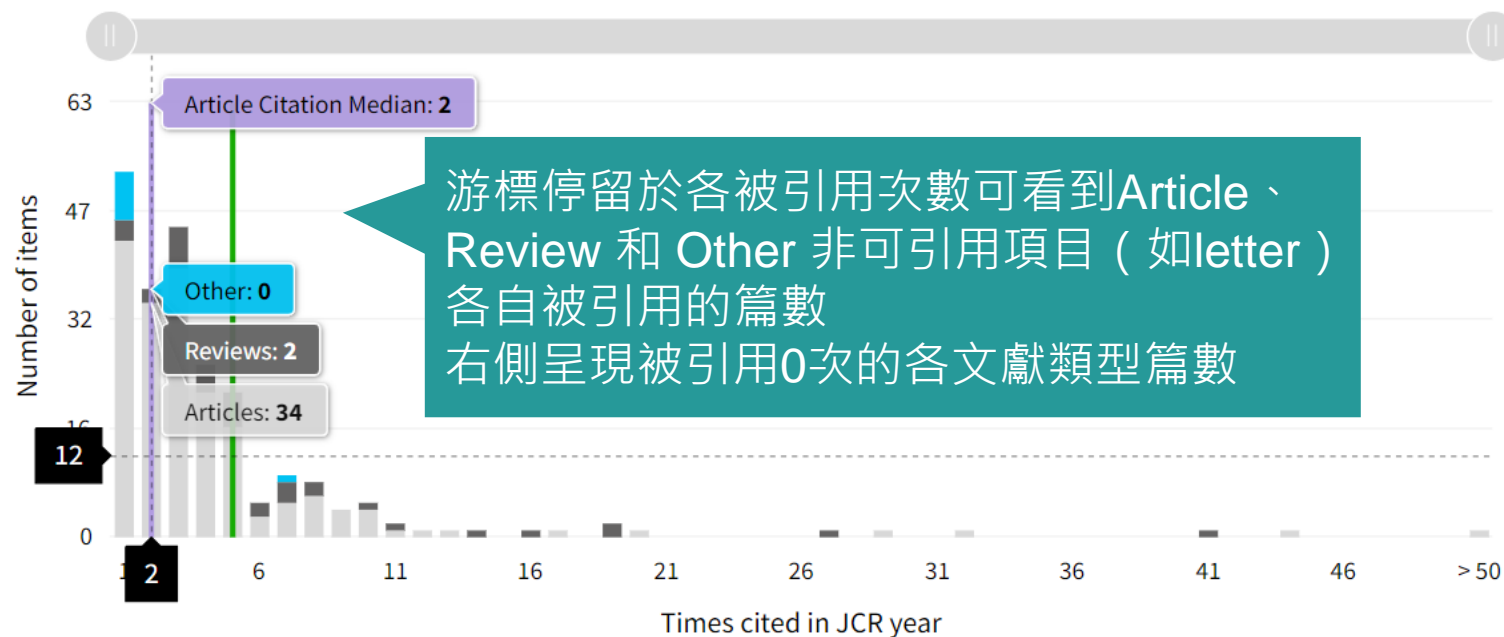 63
Article Citation Median: 2
游標停留於各被引用次數可看到Article、
Review 和 Other 非可引用項目（如letter）
各自被引用的篇數
右側呈現被引用0次的各文獻類型篇數
47
Other: 0
32
Reviews: 2
Articles: 34
16
12
0
Number of items
1 2 6 11 16 21 26 31 36 41 46 > 50
Times cited in JCR year